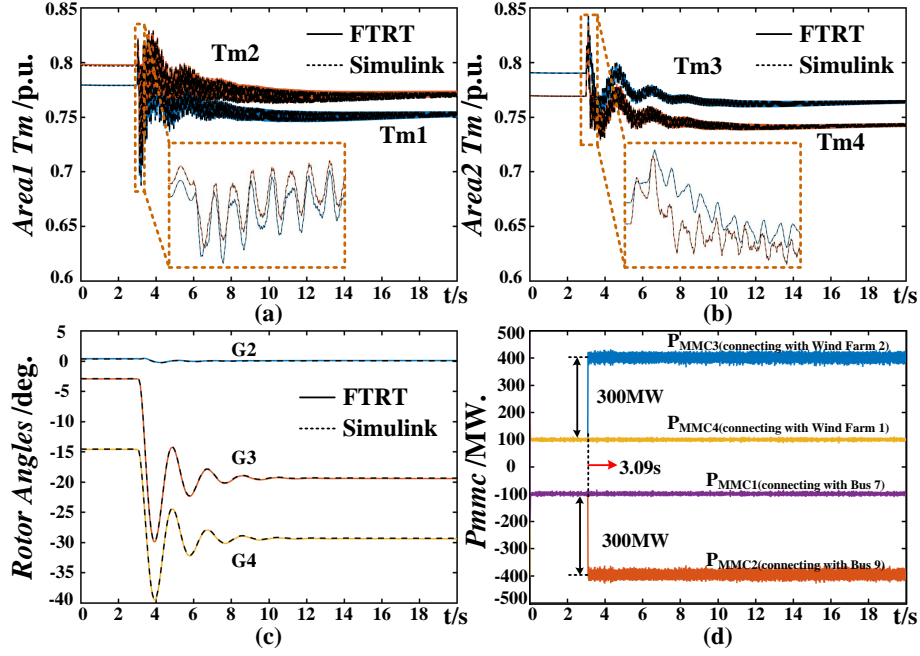 0.85
0.8
0.75
0.7
0.65
0.6
Area1 Tm /p.u.
Tm2
FTRT
Simulink
Tm1
0 2 4 6 8 10 12 14 16 18
t/s
(a)
0.85
0.8
0.75
0.7
0.65
0.6
Area2 Tm /p.u.
FTRT
Simulink
Tm3
Tm4
0 2 4 6 8 10 12 14 16 18
t/s
(b)
5
0
-5
-10
-15
-20
-25
-30
-35
-40
Rotor Angles /deg.
G2
FTRT
Simulink
G3
G4
0 2 4 6 8 10 12 14 16 18
t/s
(c)
500
400
300
200
100
0
-100
-200
-300
-400
-500
Pmmc /MW.
PMMC3(connecting with Wind Farm 2)
300MW
PMMC4(connecting with Wind Farm 1)
3.09s
PMMC1(connecting with Bus 7)
300MW
PMMC2(connecting with Bus 9)
0 2 4 6 8 10 12 14 16 18
t/s
(d)